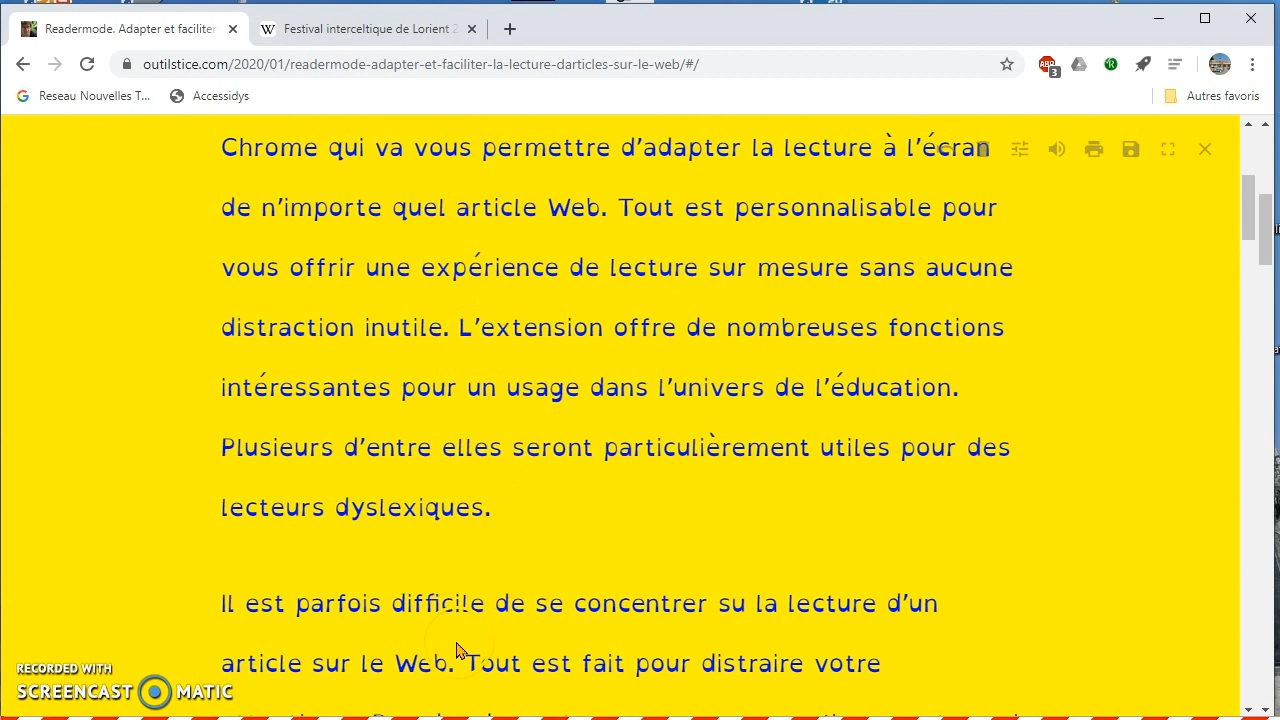 Readermode. Adapter et faciliter
Festival interceltique de Lorient 2
outilstice.com/2020/01/readermode-adapter-et-faciliter-la-lecture-darticles-sur-le-web/#/
ABP
3
Reseau Nouvelles T...
Accessidys
Autres favoris
Chrome qui va vous permettre d'adapter la lecture à l'écran
de n'importe quel article Web. Tout est personnalisable pour
vous offrir une expérience de lecture sur mesure sans aucune
distraction inutile. L'extension offre de nombreuses fonctions
intéressantes pour un usage dans l'univers de l'éducation.
Plusieurs d'entre elles seront particulièrement utiles pour des
lecteurs dyslexiques.
Il est parfois difficile de se concentrer su la lecture d'un
article sur le Web. Tout est fait pour distraire votre
RECORDED WITH
SCREENCAST MATIC